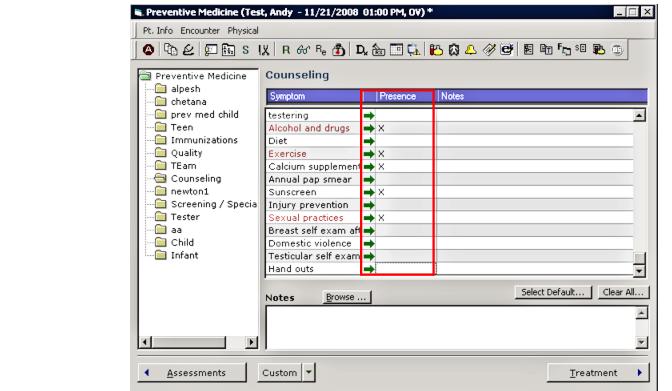 Preventive Medicine (Test, Andy - 11/21/2008 01:00 PM, OV) *
Pt. Info Encounter Physical
S R Re
Preventive Medicine
alpesh
chetana
prev med child
Teen
Immunizations
Quality
TEam
Counseling
newton1
Screening / Specia
Tester
aa
Child
Infant
Counseling
Symptom Presence Notes
testering
Alcohol and drugs X
Diet
Exercise X
Calcium supplement X
Annual pap smear
Sunscreen X
Injury prevention
Sexual practices X
Breast self exam aft
Domestic violence
Testicular self exam
Hand outs
Notes Browse ... Select Default... Clear All...
Assessments Custom Treatment